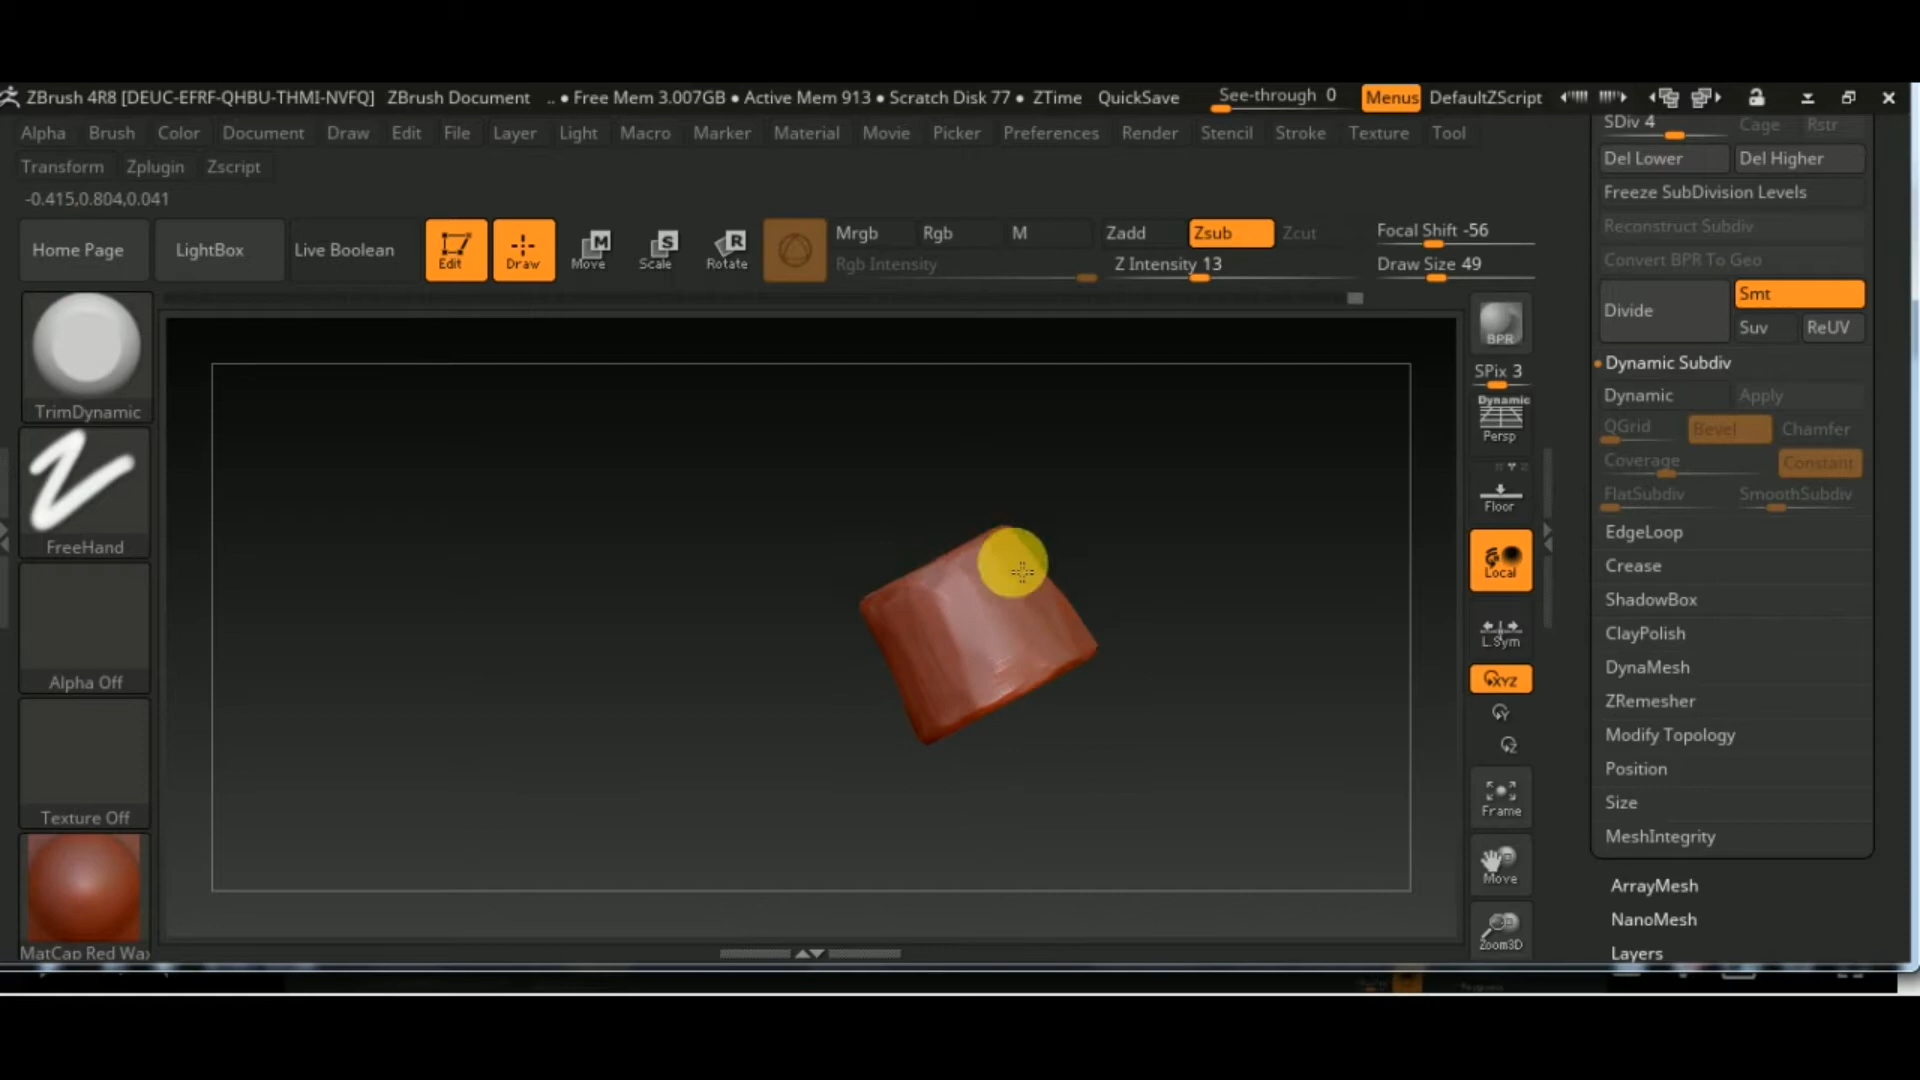 ZBrush 4R8 [DEUC-EFRF-QHBU-THMI-NVFQ] ZBrush Document .. • Free Mem 3.007GB • Active Mem 913 • Scratch Disk 77 • ZTime QuickSave See-through 0 Menus DefaultZScript
Alpha Brush Color Document Draw Edit File Layer Light Macro Marker Material Movie Picker Preferences Render Stencil Stroke Texture Tool
Transform Zplugin Zscript
-0.415,0.804,0.041
Home Page LightBox Live Boolean Edit Draw Move Scale Rotate
Mrgb Rgb M Zadd Zsub Zcut Focal Shift -56
Rgb Intensity Z Intensity 13 Draw Size 49
TrimDynamic
FreeHand
Alpha Off
Texture Off
MatCap Red Wax
BPR
SPix 3
Dynamic
Persp
Floor
Local
L.Sym
XYZ
Y
Z
Frame
Move
Zoom3D
SDiv 4 Cage Rstr
Del Lower Del Higher
Freeze SubDivision Levels
Reconstruct Subdiv
Convert BPR To Geo
Divide Smt
Suv ReUV
Dynamic Subdiv
Dynamic Apply
QGrid Bevel Chamfer
Coverage Constant
FlatSubdiv SmoothSubdiv
EdgeLoop
Crease
ShadowBox
ClayPolish
DynaMesh
ZRemesher
Modify Topology
Position
Size
MeshIntegrity
ArrayMesh
NanoMesh
Layers